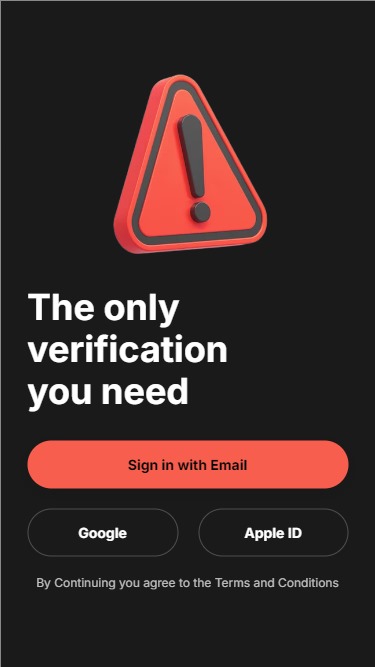 The only
verification
you need
Sign in with Email
Google
Apple ID
By Continuing you agree to the Terms and Conditions